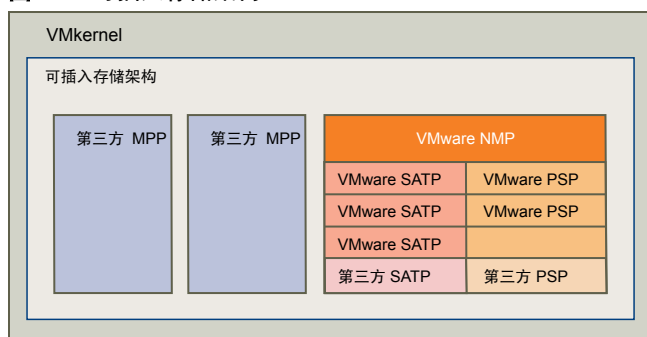 VMkernel
可插入存储架构
第三方 MPP
第三方 MPP
VMware NMP
VMware SATP
VMware PSP
VMware SATP
VMware PSP
VMware SATP
第三方 SATP
第三方 PSP